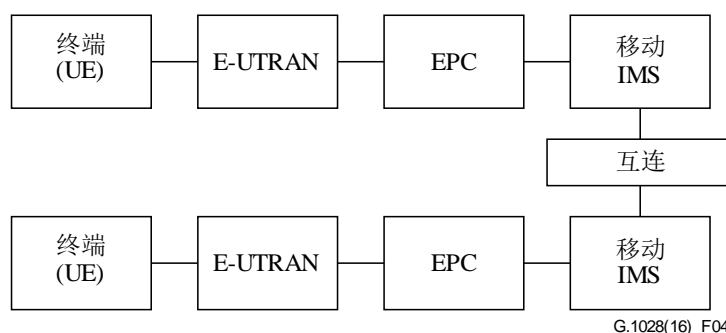 终端
(UE)
E-UTRAN
EPC
移动
IMS
互连
终端
(UE)
E-UTRAN
EPC
移动
IMS
G.1028(16)_F04